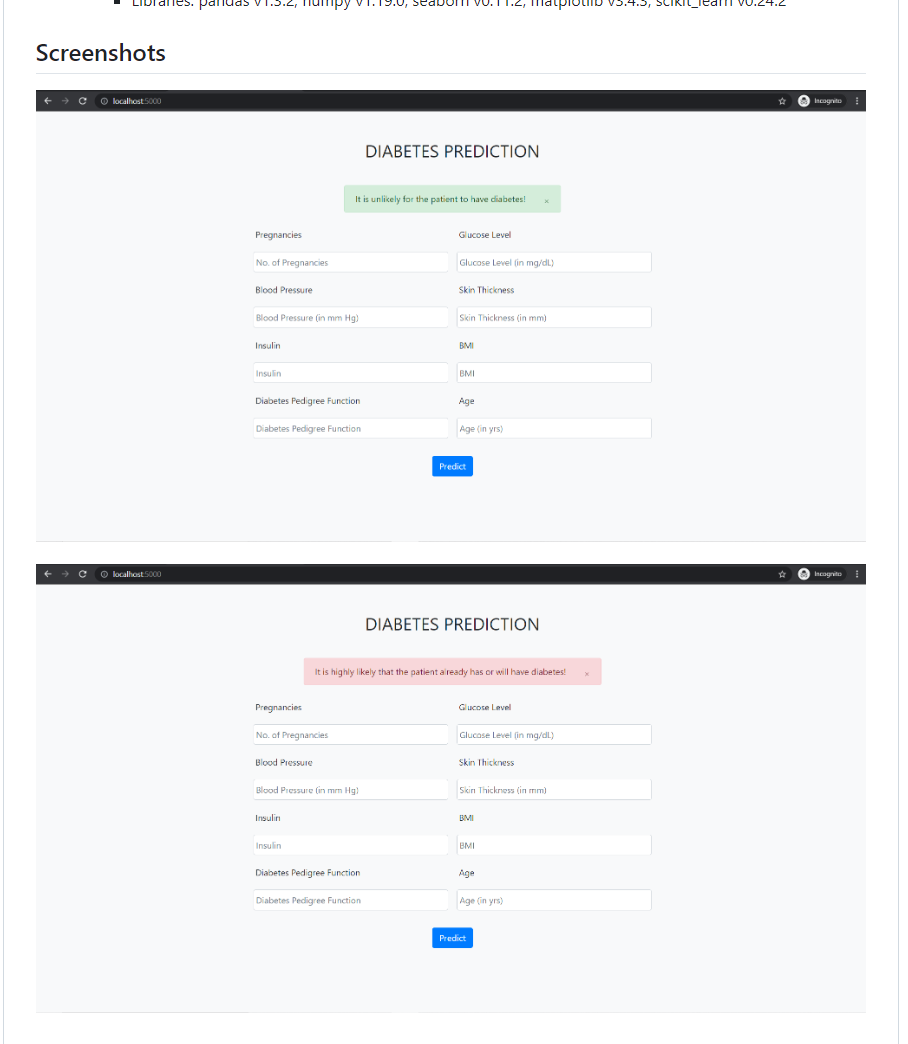 Libraries: pandas v1.3.2, numpy v1.19.0, seaborn v0.11.2, matplotlib v3.4.3, scikit_learn v0.24.2
Screenshots
localhost:5000 Incognito
DIABETES PREDICTION
It is unlikely for the patient to have diabetes! ×
Pregnancies Glucose Level
No. of Pregnancies Glucose Level (in mg/dL)
Blood Pressure Skin Thickness
Blood Pressure (in mm Hg) Skin Thickness (in mm)
Insulin BMI
Insulin BMI
Diabetes Pedigree Function Age
Diabetes Pedigree Function Age (in yrs)
Predict
localhost:5000 Incognito
DIABETES PREDICTION
It is highly likely that the patient already has or will have diabetes! ×
Pregnancies Glucose Level
No. of Pregnancies Glucose Level (in mg/dL)
Blood Pressure Skin Thickness
Blood Pressure (in mm Hg) Skin Thickness (in mm)
Insulin BMI
Insulin BMI
Diabetes Pedigree Function Age
Diabetes Pedigree Function Age (in yrs)
Predict